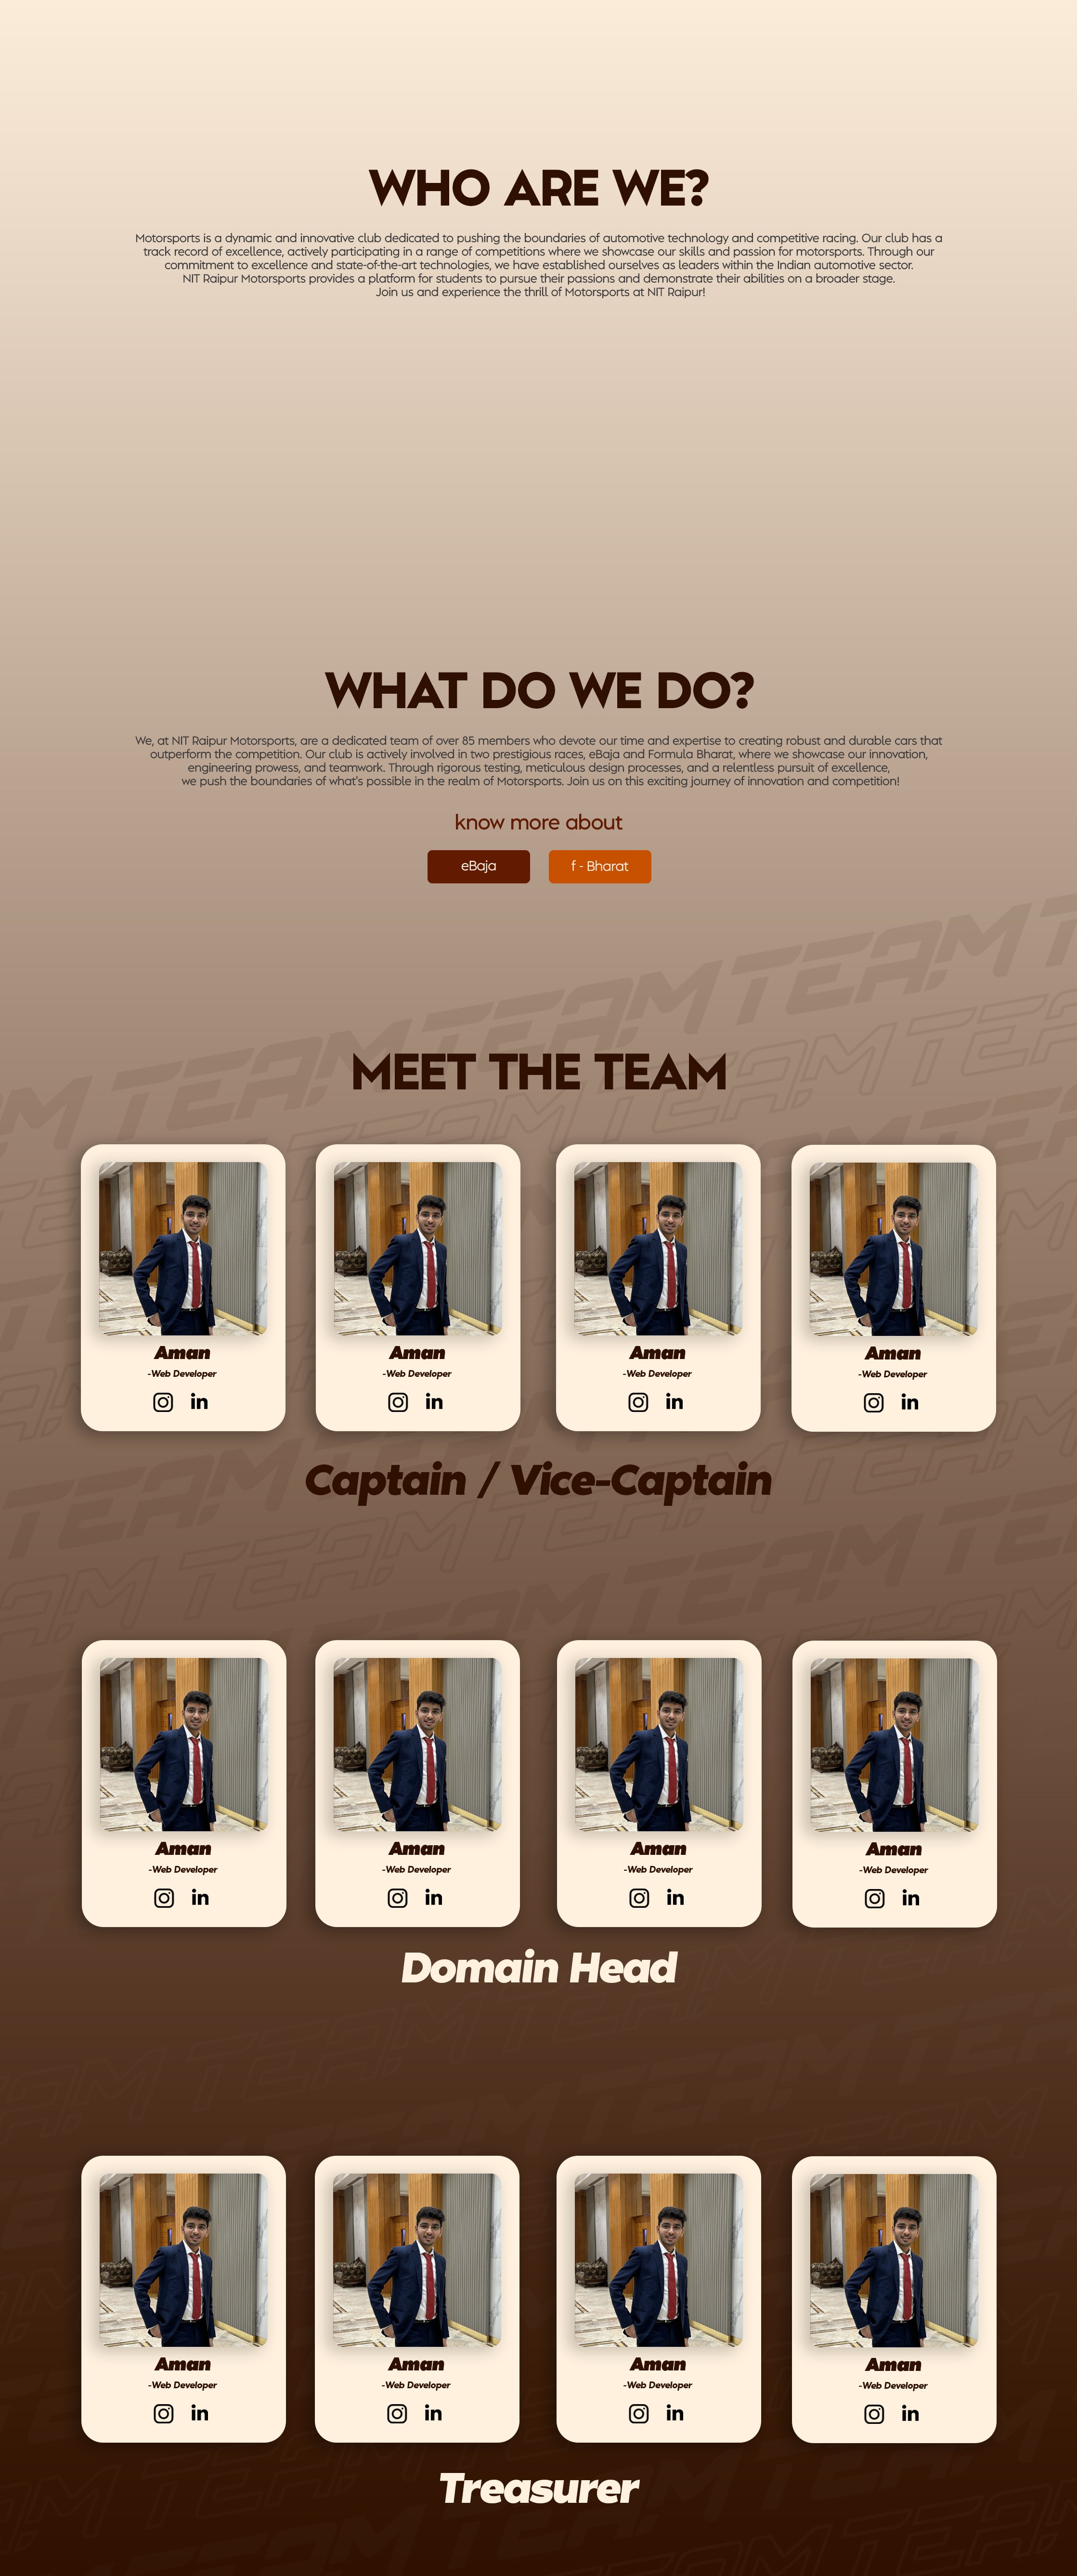 WHO ARE WE?
Motorsports is a dynamic and innovative club dedicated to pushing the boundaries of automotive technology and competitive racing. Our club has a
track record of excellence, actively participating in a range of competitions where we showcase our skills and passion for motorsports. Through our
commitment to excellence and state-of-the-art technologies, we have established ourselves as leaders within the Indian automotive sector.
NIT Raipur Motorsports provides a platform for students to pursue their passions and demonstrate their abilities on a broader stage.
Join us and experience the thrill of Motorsports at NIT Raipur!
WHAT DO WE DO?
We, at NIT Raipur Motorsports, are a dedicated team of over 85 members who devote our time and expertise to creating robust and durable cars that
outperform the competition. Our club is actively involved in two prestigious races, eBaja and Formula Bharat, where we showcase our innovation,
engineering prowess, and teamwork. Through rigorous testing, meticulous design processes, and a relentless pursuit of excellence,
we push the boundaries of what's possible in the realm of Motorsports. Join us on this exciting journey of innovation and competition!
know more about
eBaja f - Bharat
TEAM TEAM TEAM
MEET THE TEAM
Aman Aman Aman Aman
-Web Developer -Web Developer -Web Developer -Web Developer
in in in in
Captain / Vice-Captain
Aman Aman Aman Aman
-Web Developer -Web Developer -Web Developer -Web Developer
in in in in
Domain Head
Aman Aman Aman Aman
-Web Developer -Web Developer -Web Developer -Web Developer
in in in in
Treasurer